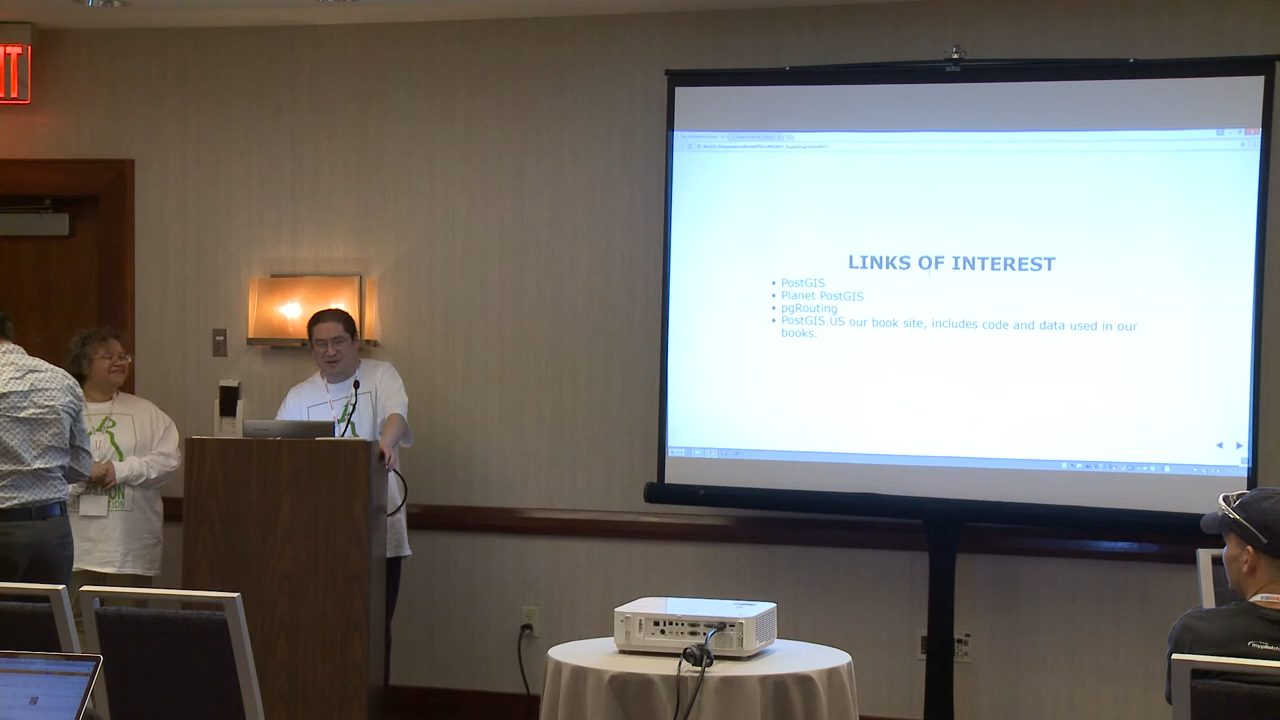 LINKS OF INTEREST
• PostGIS
• Planet PostGIS
• pgRouting
• PostGIS.US our book site, includes code and data used in our
books.